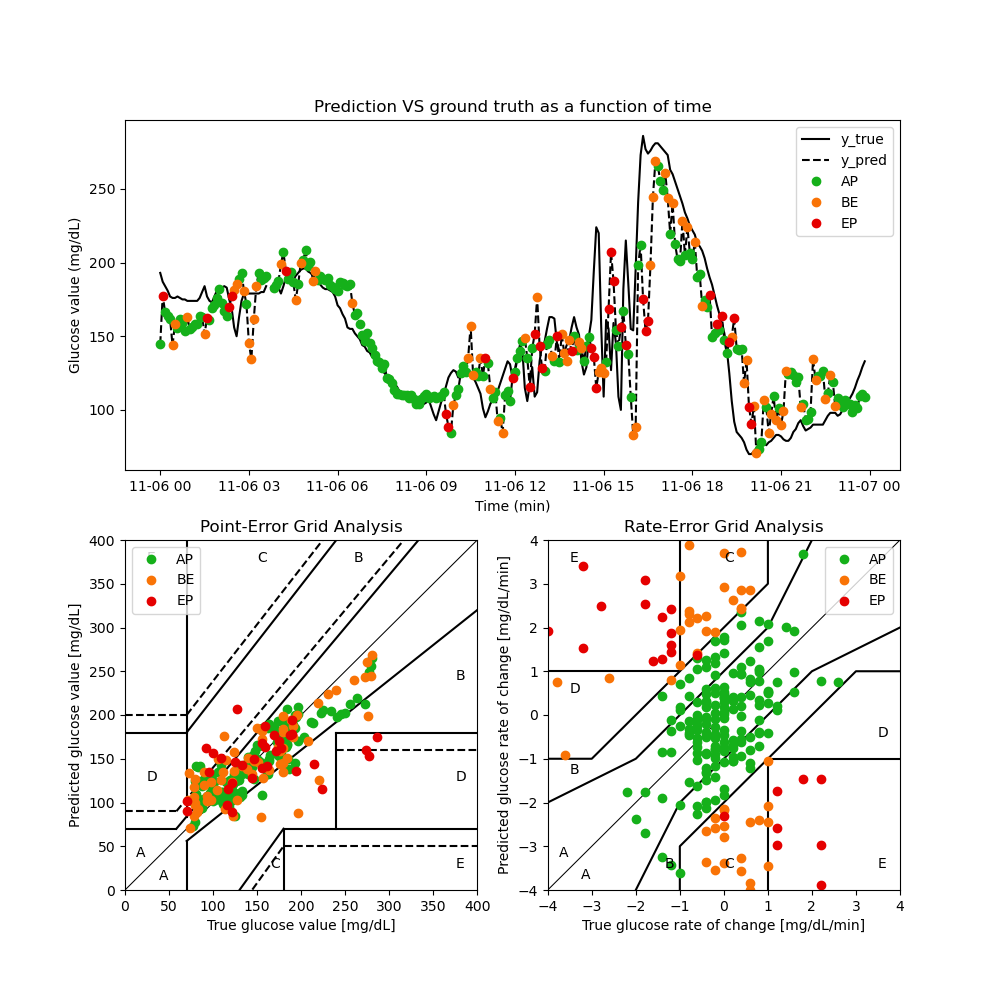 Prediction VS ground truth as a function of time
Glucose value (mg/dL)
250
200
150
100
y_true
y_pred
AP
BE
EP
11-06 00 11-06 03 11-06 06 11-06 09 11-06 12 11-06 15 11-06 18 11-06 21 11-07 00
Time (min)
Point-Error Grid Analysis
Predicted glucose value [mg/dL]
400
350
300
250
200
150
100
50
0
AP
BE
EP
C
B
B
D
D
A
A
C
E
0 50 100 150 200 250 300 350 400
True glucose value [mg/dL]
Rate-Error Grid Analysis
Predicted glucose rate of change [mg/dL/min]
4
3
2
1
0
−1
−2
−3
−4
AP
BE
EP
E
C
D
D
B
A
A
B
C
E
−4 −3 −2 −1 0 1 2 3 4
True glucose rate of change [mg/dL/min]